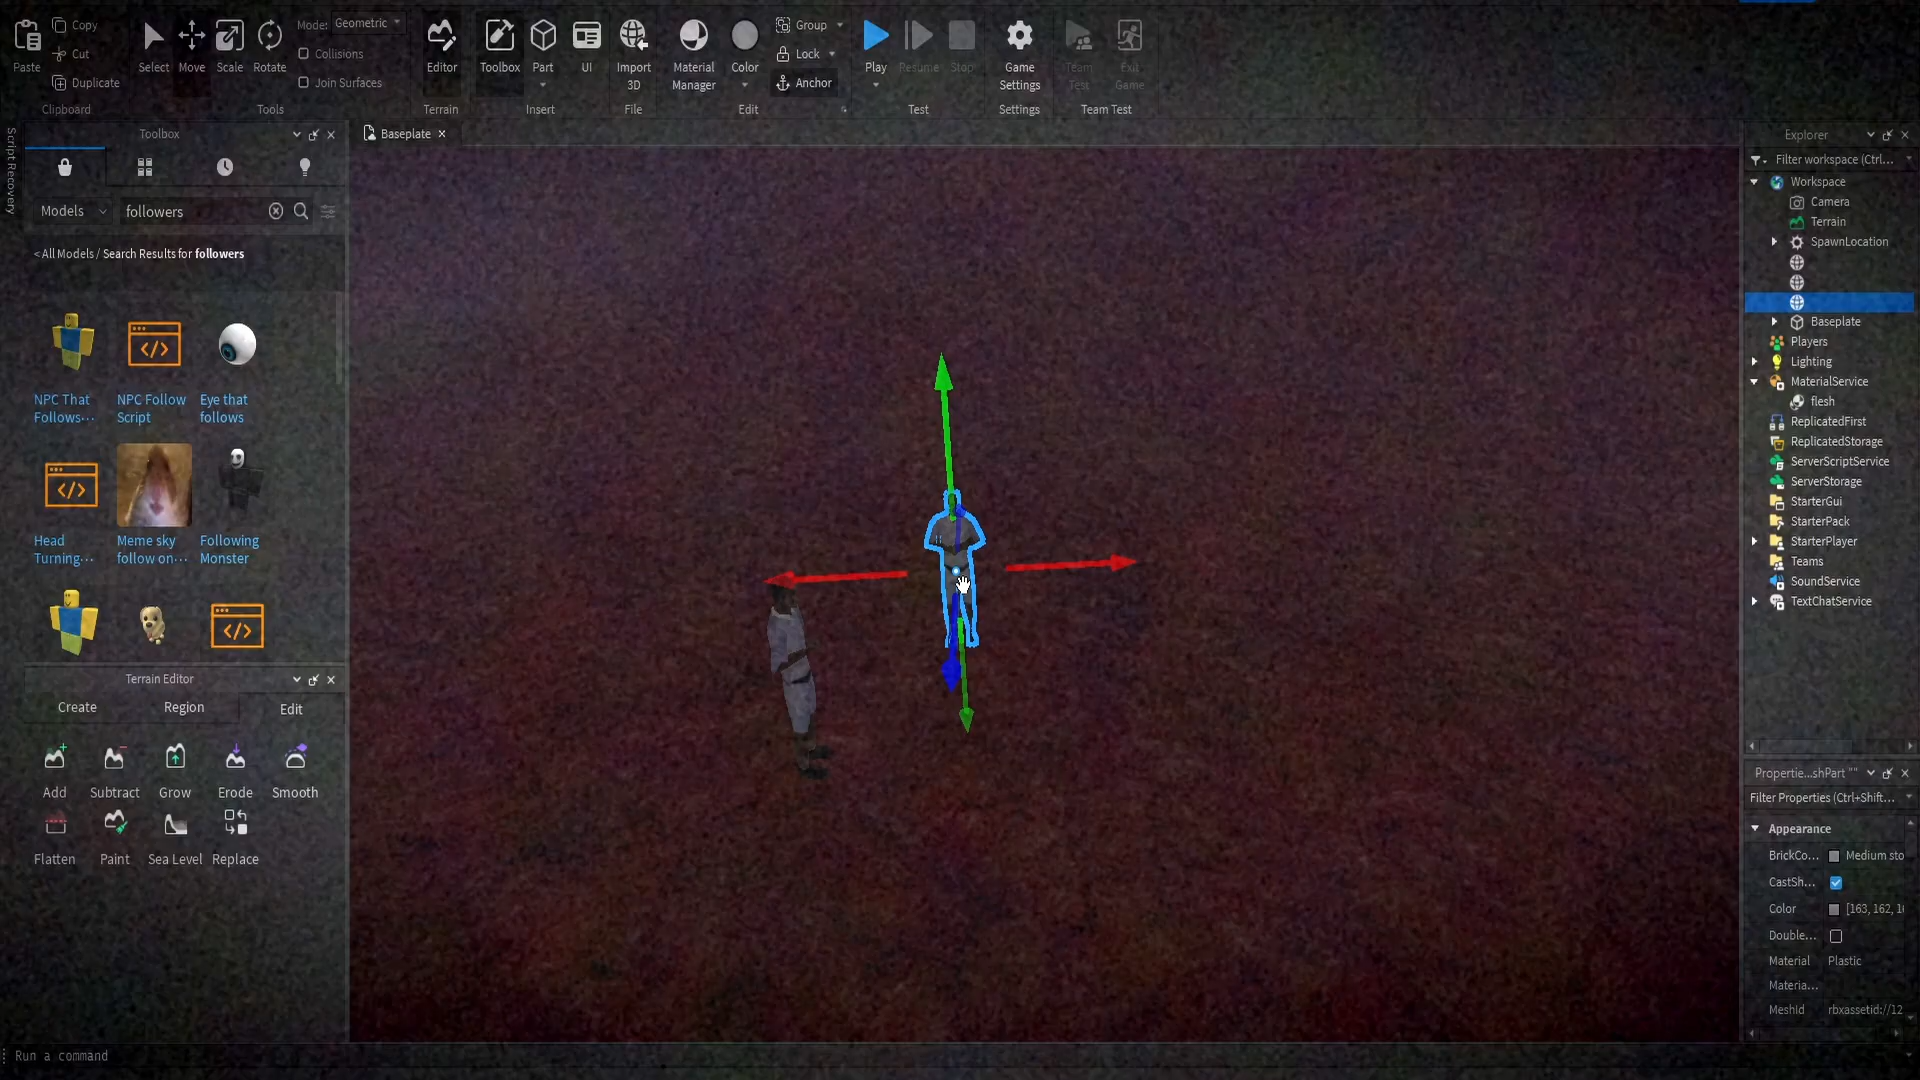 Paste
Copy
Cut
Duplicate
Clipboard
Select
Move
Scale
Rotate
Mode: Geometric
Collisions
Join Surfaces
Tools
Editor
Terrain
Toolbox
Part
UI
Insert
Import
3D
File
Material
Manager
Color
Group
Lock
Anchor
Edit
Play
Resume
Stop
Test
Game
Settings
Settings
Team
Test
Exit
Game
Team Test
Script Recovery
Toolbox
Models
followers
< All Models / Search Results for followers
NPC That
Follows...
NPC Follow
Script
Eye that
follows
Head
Turning...
Meme sky
follow on...
Following
Monster
Terrain Editor
Create
Region
Edit
Add
Subtract
Grow
Erode
Smooth
Flatten
Paint
Sea Level
Replace
Run a command
Baseplate
Explorer
Filter workspace (Ctrl...
Workspace
Camera
Terrain
SpawnLocation
Baseplate
Players
Lighting
MaterialService
flesh
ReplicatedFirst
ReplicatedStorage
ServerScriptService
ServerStorage
StarterGui
StarterPack
StarterPlayer
Teams
SoundService
TextChatService
Propertie...shPart ""
Filter Properties (Ctrl+Shift...
Appearance
BrickCo... Medium sto
CastSh...
Color [163, 162, 1
Double...
Material Plastic
Materia...
MeshId rbxassetid://12